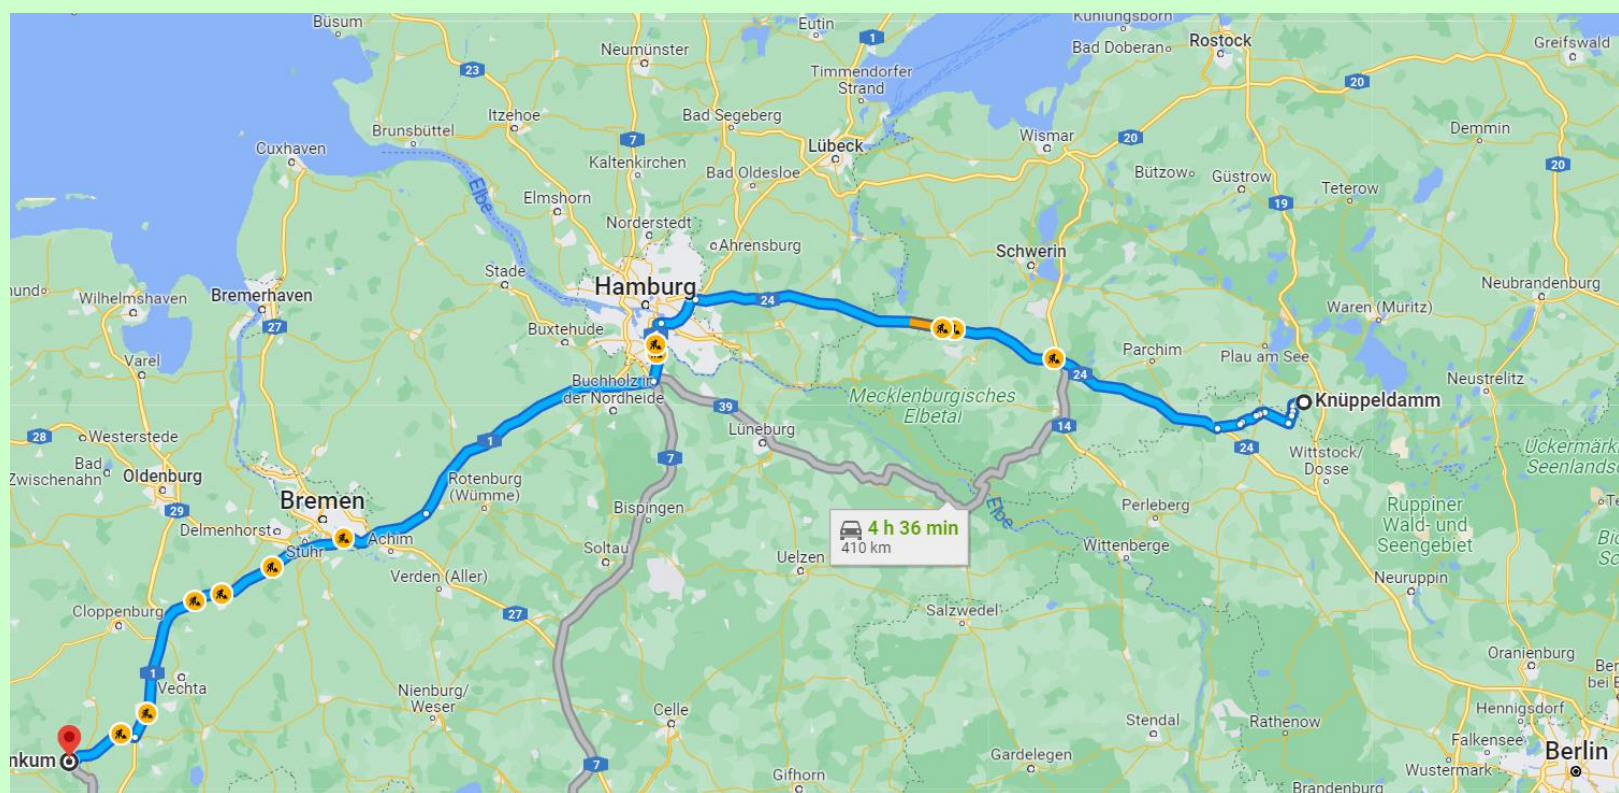 Büsum
Eutin
1
Kühlungsborn
Bad Doberan
Rostock
Greifswald
Neumünster
23
Timmendorfer
Strand
20
20
Itzehoe
Bad Segeberg
Brunsbüttel
7
Wismar
20
Demmin
Cuxhaven
Kaltenkirchen
Lübeck
20
Bad Oldesloe
Bützow
Güstrow
Teterow
Elbe
Elmshorn
19
Norderstedt
Ahrensburg
Schwerin
Stade
Wilhelmshaven
Bremerhaven
Hamburg
24
Neubrandenburg
Waren (Müritz)
27
Buxtehude
Varel
Parchim
Plau am See
Buchholz in
der Nordheide
24
Neustrelitz
Mecklenburgisches
Elbetal
Knüppeldamm
39
28
Westerstede
1
Lüneburg
14
24
Wittstock/
Dosse
Bad
Zwischenahn
Oldenburg
7
Rotenburg
(Wümme)
Seenlands
Bremen
29
Bispingen
Elbe
Perleberg
Ruppiner
Wald- und
Seengebiet
Delmenhorst
Stuhr
Achim
4 h 36 min
410 km
Soltau
Uelzen
Wittenberge
Verden (Aller)
Neuruppin
Cloppenburg
27
Salzwedel
1
Vechta
Oranienburg
Nienburg/
Weser
Celle
Stendal
Rathenow
Hennigsdorf
nkum
7
Gardelegen
Falkensee
Berlin
Wustermark
Gifhorn
Brandenburg